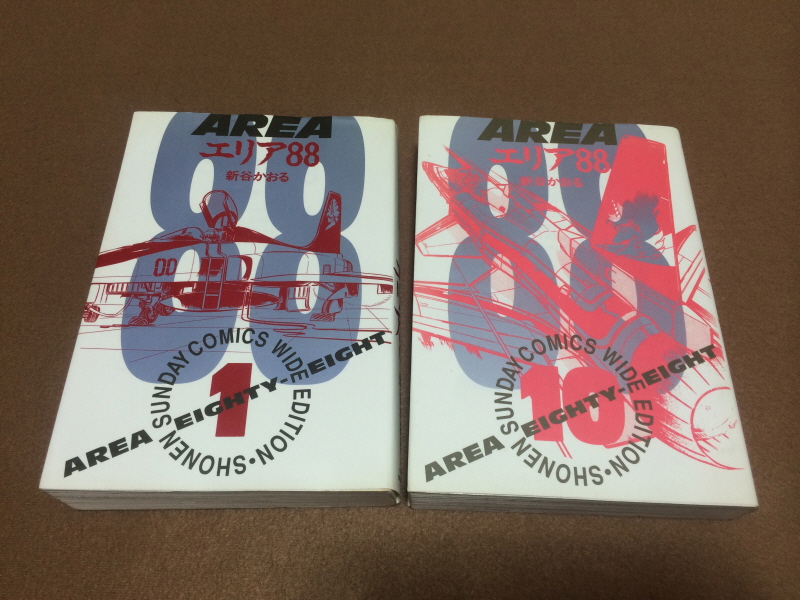 AREA
88
エリア88
新谷かおる
00
SHONEN SUNDAY COMICS WIDE EDITION・
1
AREA EIGHTY-EIGHT
AREA
88
エリア88
新谷かおる
SHONEN SUNDAY COMICS WIDE EDITION・
10
AREA EIGHTY-EIGHT